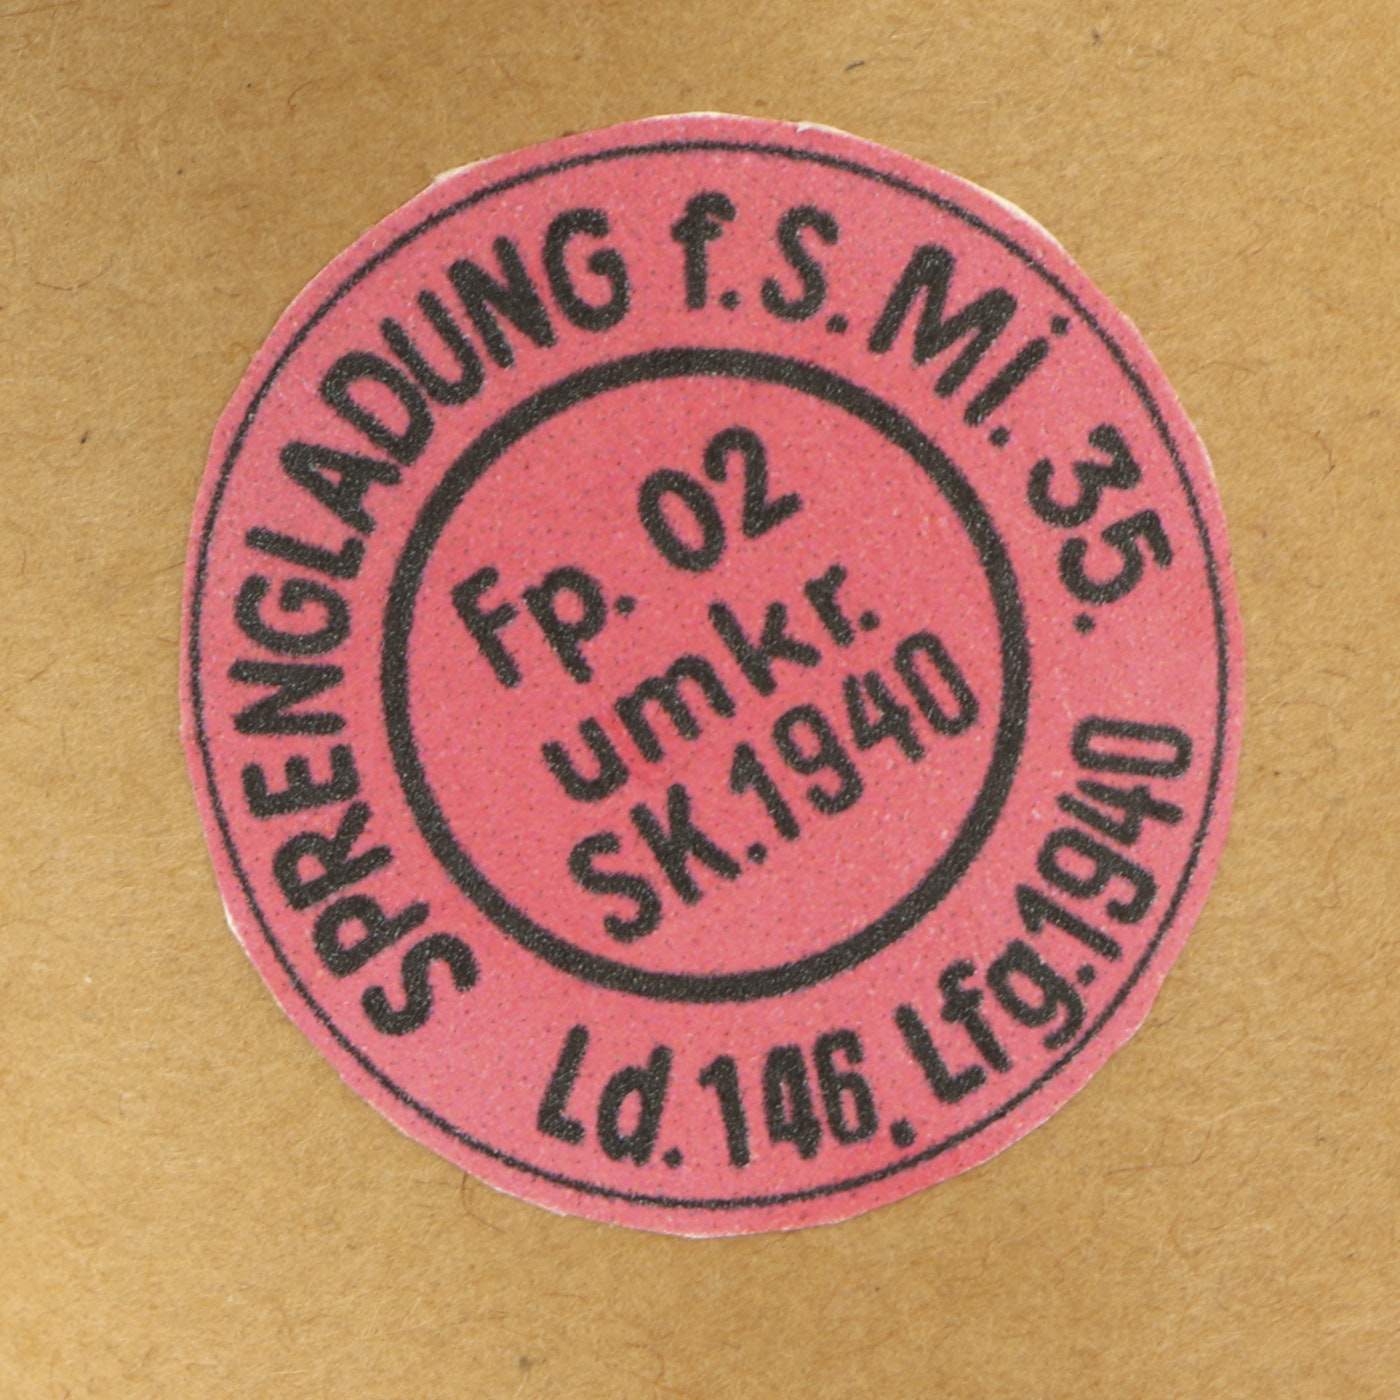 SPRENGLADUNG f. S. Mi. 35.
Fp. 02
umkr.
SK. 1940
Ld. 146. Lfg. 1940